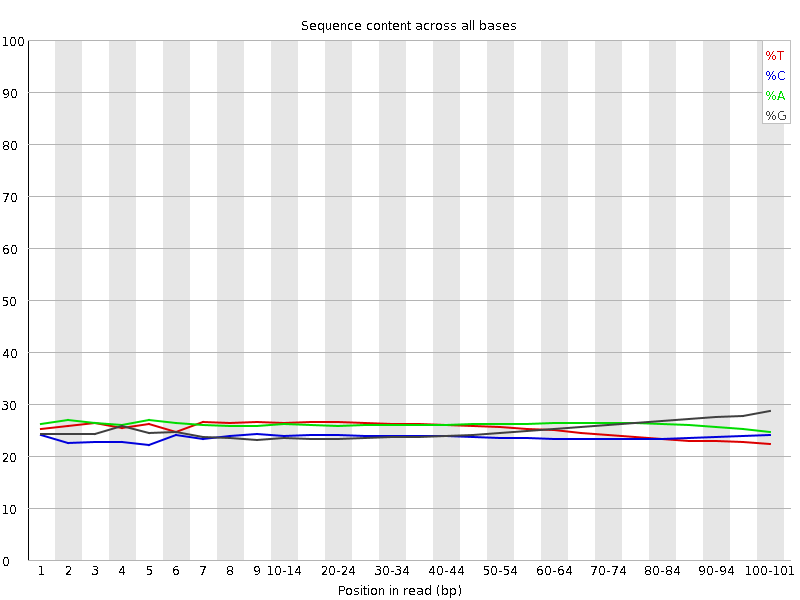 Sequence content across all bases
100
90
80
70
60
50
40
30
20
10
0
%T
%C
%A
%G
1 2 3 4 5 6 7 8 9 10-14 20-24 30-34 40-44 50-54 60-64 70-74 80-84 90-94 100-101
Position in read (bp)